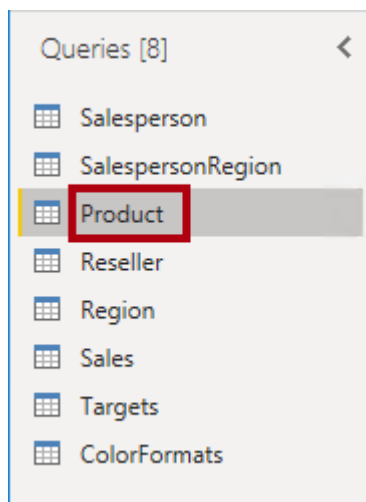 Queries [8]
Salesperson
SalespersonRegion
Product
Reseller
Region
Sales
Targets
ColorFormats